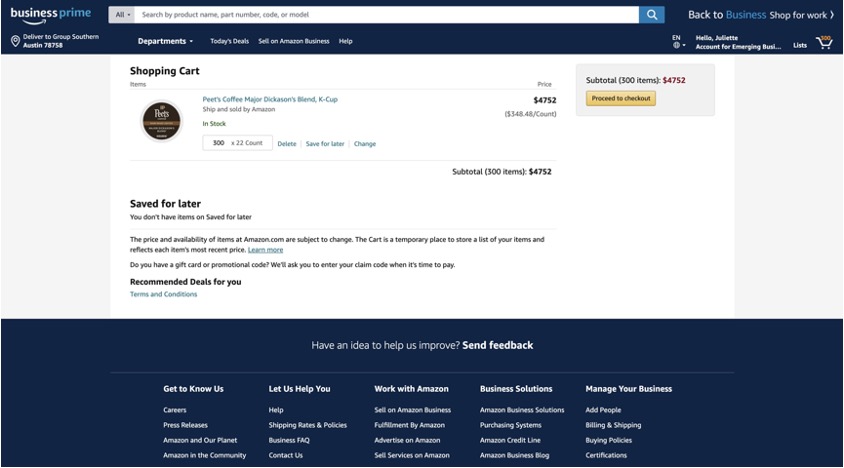 business prime
All
Search by product name, part number, code, or model
Back to Business Shop for work
Deliver to Group Southern
Austin 78758
Departments
Today's Deals
Sell on Amazon Business
Help
EN
Hello, Juliette
Account for Emerging Busi...
Lists
300
Shopping Cart
Items
Price
Peet's Coffee Major Dickason's Blend, K-Cup
$4752
Ship and sold by Amazon
($348.48/Count)
In Stock
300 x 22 Count
Delete
Save for later
Change
Subtotal (300 items): $4752
Subtotal (300 items): $4752
Proceed to checkout
Peet's
Saved for later
You don't have items on Saved for later
The price and availability of items at Amazon.com are subject to change. The Cart is a temporary place to store a list of your items and
reflects each item's most recent price. Learn more
Do you have a gift card or promotional code? We'll ask you to enter your claim code when it's time to pay.
Recommended Deals for you
Terms and Conditions
Have an idea to help us improve? Send feedback
Get to Know Us
Careers
Press Releases
Amazon and Our Planet
Amazon in the Community
Let Us Help You
Help
Shipping Rates & Policies
Business FAQ
Contact Us
Work with Amazon
Sell on Amazon Business
Fulfillment By Amazon
Advertise on Amazon
Sell Services on Amazon
Business Solutions
Amazon Business Solutions
Purchasing Systems
Amazon Credit Line
Amazon Business Blog
Manage Your Business
Add People
Billing & Shipping
Buying Policies
Certifications